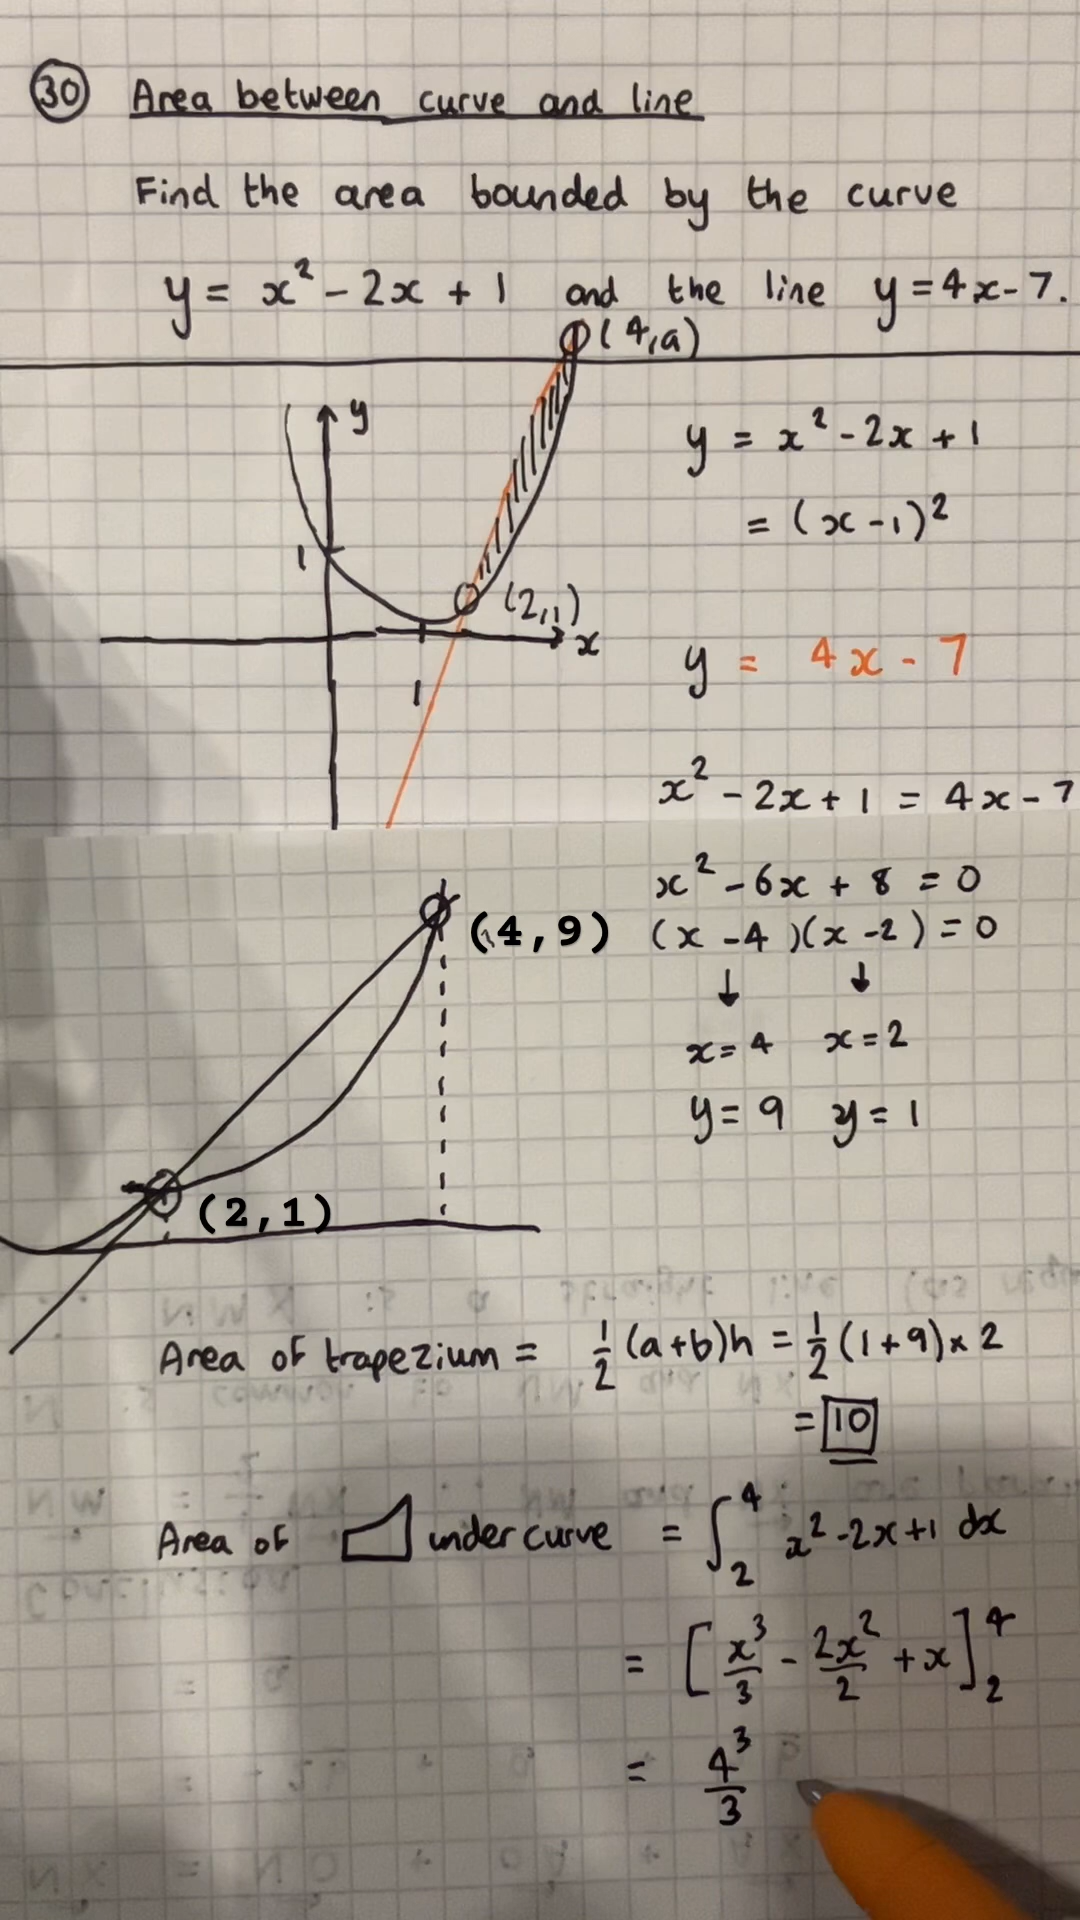 30 Area between curve and line
Find the area bounded by the curve
y = x² - 2x + 1 and the line y = 4x - 7.
(4,9)
y
1
(2,1)
x
1
y = x² - 2x + 1
= (x - 1)²
y = 4x - 7
x² - 2x + 1 = 4x - 7
x² - 6x + 8 = 0
(x - 4)(x - 2) = 0
↓ ↓
x = 4 x = 2
y = 9 y = 1
(4,9)
(2,1)
Area of trapezium = ½ (a+b)h = ½ (1+9) × 2
= 10
Area of under curve = ∫₂⁴ x² - 2x + 1 dx
= [x³/3 - 2x²/2 + x]₂⁴
= 4³/3